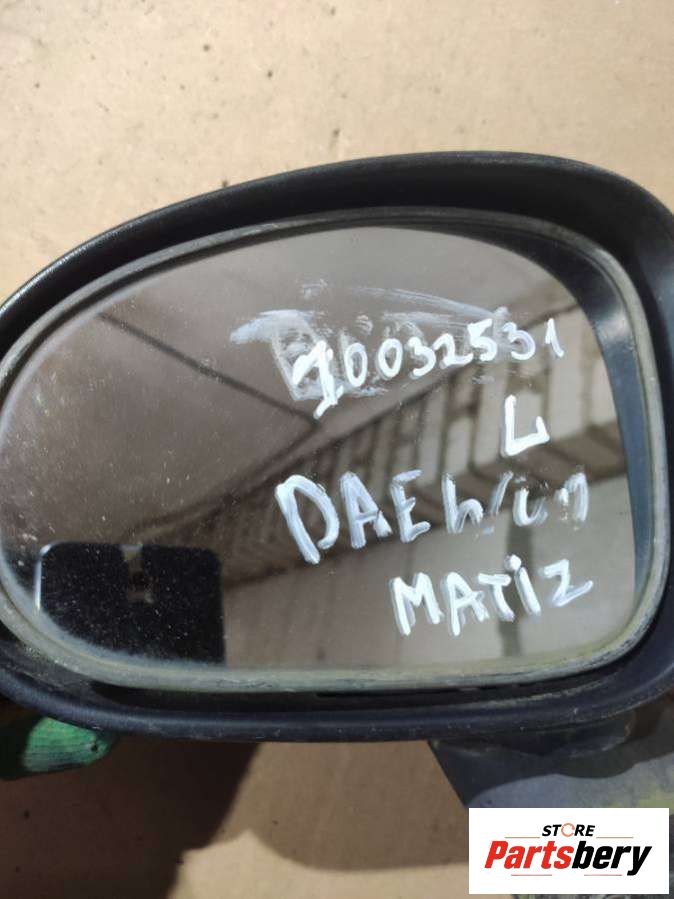 10032531
L
DAEWOO
MATIZ
STORE
Partsbery